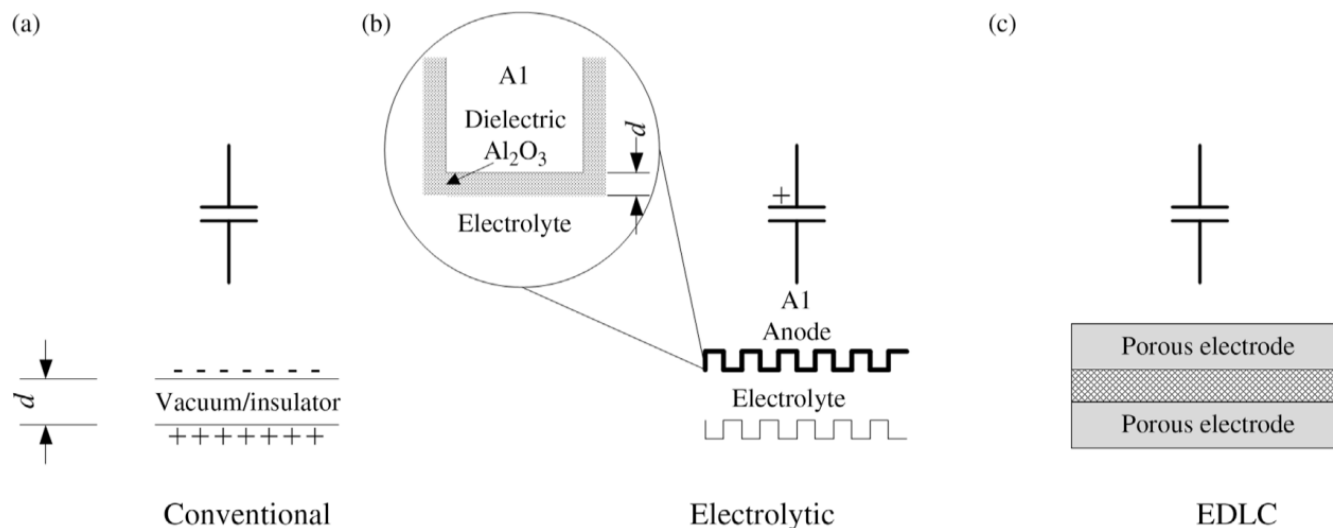 (a)
(b)
(c)
A1
Dielectric
Al₂O₃
d
Electrolyte
+
A1
Anode
Electrolyte
d
- - - - - - -
Vacuum/insulator
+++++++
Porous electrode
Porous electrode
Conventional
Electrolytic
EDLC